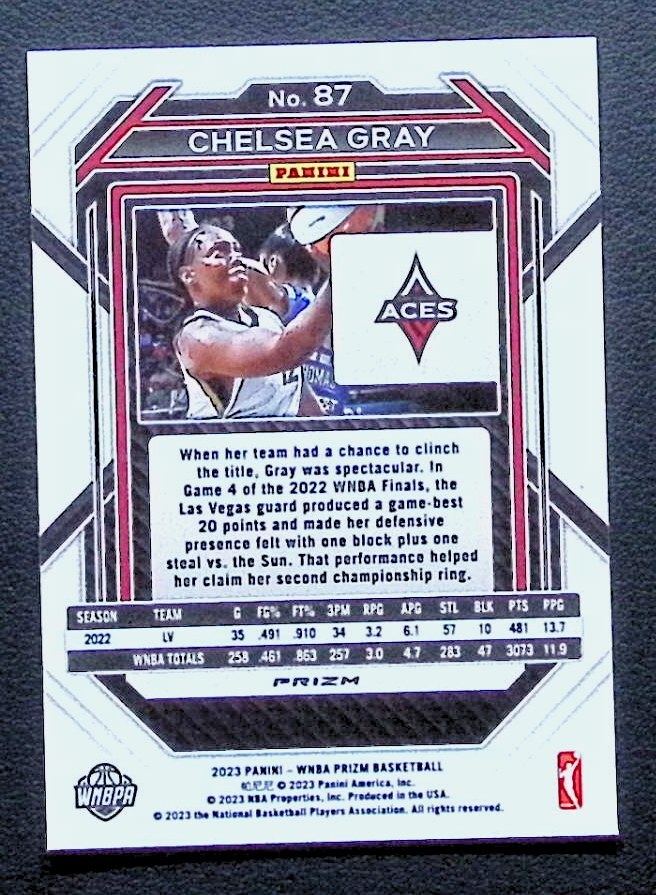 No. 87
CHELSEA GRAY
PANINI
ACES
12
THOMAS
When her team had a chance to clinch
the title, Gray was spectacular. In
Game 4 of the 2022 WNBA Finals, the
Las Vegas guard produced a game-best
20 points and made her defensive
presence felt with one block plus one
steal vs. the Sun. That performance helped
her claim her second championship ring.
SEASON TEAM G FG% FT% 3PM RPG APG STL BLK PTS PPG
2022 LV 35 .491 .910 34 3.2 6.1 57 10 481 13.7
WNBA TOTALS 258 .461 .863 257 3.0 4.7 283 47 3073 11.9
PRIZM
2023 PANINI – WNBA PRIZM BASKETBALL
帕尼尼 © 2023 Panini America, Inc.
© 2023 NBA Properties, Inc. Produced in the USA.
© 2023 the National Basketball Players Association. All rights reserved.
WNBPA